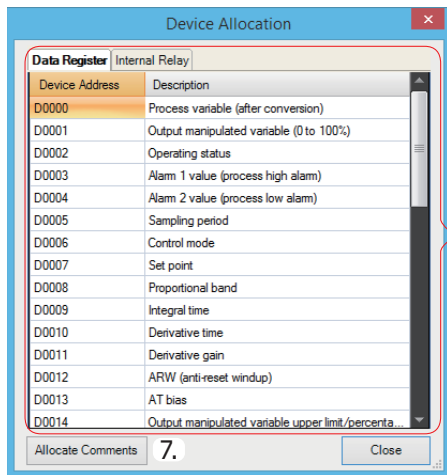 Device Allocation
Data Register Internal Relay
Device Address Description
D0000 Process variable (after conversion)
D0001 Output manipulated variable (0 to 100%)
D0002 Operating status
D0003 Alarm 1 value (process high alarm)
D0004 Alarm 2 value (process low alarm)
D0005 Sampling period
D0006 Control mode
D0007 Set point
D0008 Proportional band
D0009 Integral time
D0010 Derivative time
D0011 Derivative gain
D0012 ARW (anti-reset windup)
D0013 AT bias
D0014 Output manipulated variable upper limit/percenta...
Allocate Comments 7. Close